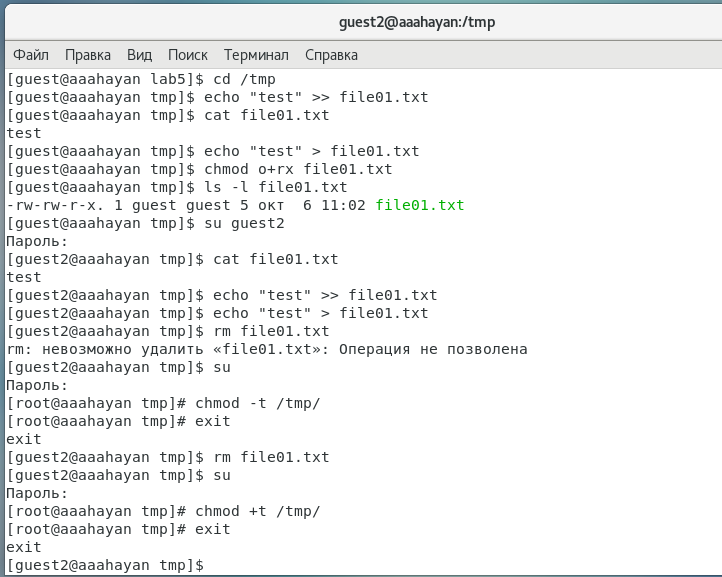 guest2@aaahayan:/tmp
Файл Правка Вид Поиск Терминал Справка
[guest@aaahayan lab5]$ cd /tmp
[guest@aaahayan tmp]$ echo "test" >> file01.txt
[guest@aaahayan tmp]$ cat file01.txt
test
[guest@aaahayan tmp]$ echo "test" > file01.txt
[guest@aaahayan tmp]$ chmod o+rx file01.txt
[guest@aaahayan tmp]$ ls -l file01.txt
-rw-rw-r-x. 1 guest guest 5 окт  6 11:02 file01.txt
[guest@aaahayan tmp]$ su guest2
Пароль:
[guest2@aaahayan tmp]$ cat file01.txt
test
[guest2@aaahayan tmp]$ echo "test" >> file01.txt
[guest2@aaahayan tmp]$ echo "test" > file01.txt
[guest2@aaahayan tmp]$ rm file01.txt
rm: невозможно удалить «file01.txt»: Операция не позволена
[guest2@aaahayan tmp]$ su
Пароль:
[root@aaahayan tmp]# chmod -t /tmp/
[root@aaahayan tmp]# exit
exit
[guest2@aaahayan tmp]$ rm file01.txt
[guest2@aaahayan tmp]$ su
Пароль:
[root@aaahayan tmp]# chmod +t /tmp/
[root@aaahayan tmp]# exit
exit
[guest2@aaahayan tmp]$